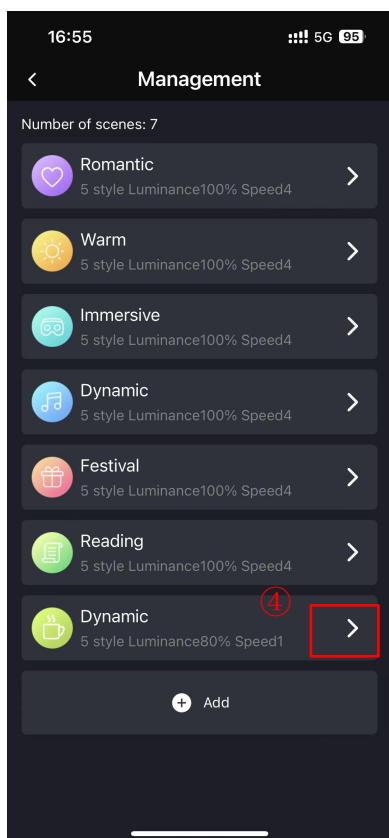 16:55 5G 95
Management
Number of scenes: 7
Romantic
5 style Luminance100% Speed4
Warm
5 style Luminance100% Speed4
Immersive
5 style Luminance100% Speed4
Dynamic
5 style Luminance100% Speed4
Festival
5 style Luminance100% Speed4
Reading
5 style Luminance100% Speed4
④
Dynamic
5 style Luminance80% Speed1
Add